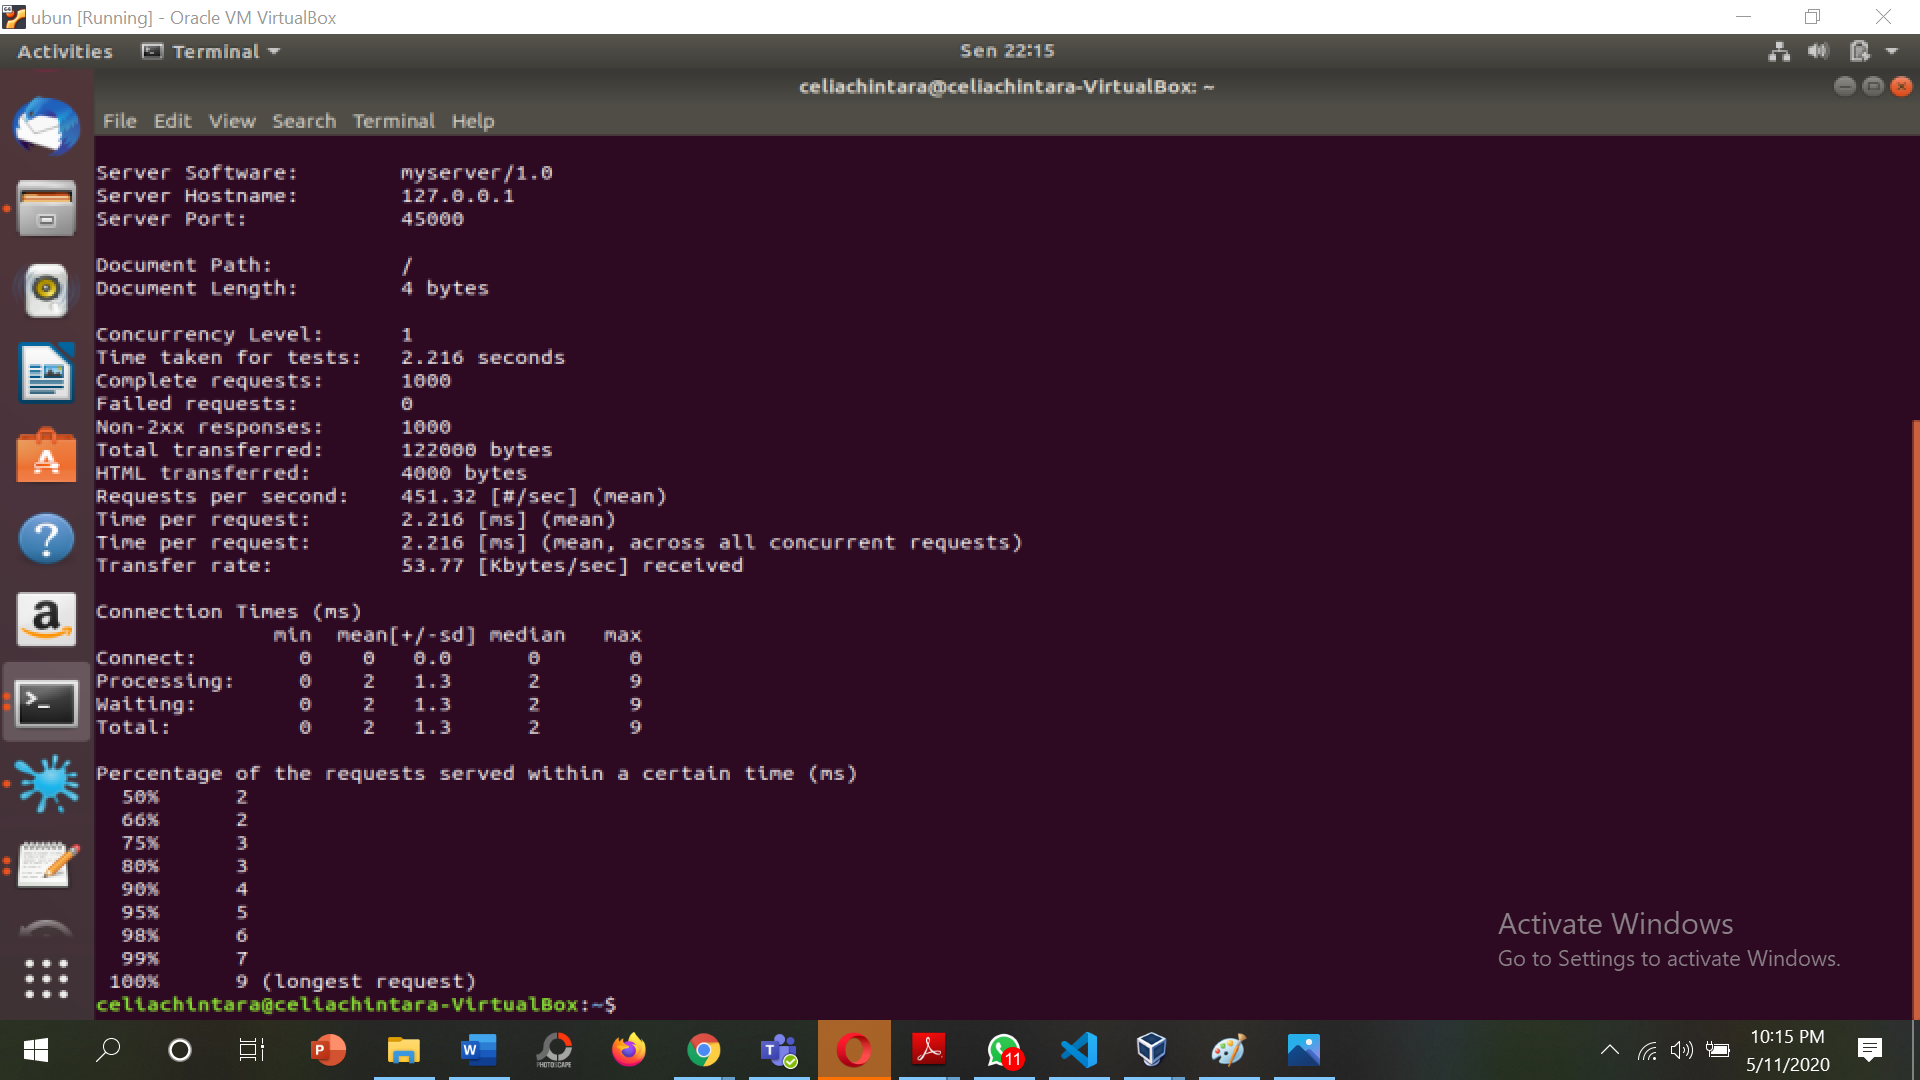 ubun [Running] - Oracle VM VirtualBox
Activities Terminal Sen 22:15
celiachintara@celiachintara-VirtualBox: ~
File Edit View Search Terminal Help
Server Software: myserver/1.0
Server Hostname: 127.0.0.1
Server Port: 45000
Document Path: /
Document Length: 4 bytes
Concurrency Level: 1
Time taken for tests: 2.216 seconds
Complete requests: 1000
Failed requests: 0
Non-2xx responses: 1000
Total transferred: 122000 bytes
HTML transferred: 4000 bytes
Requests per second: 451.32 [#/sec] (mean)
Time per request: 2.216 [ms] (mean)
Time per request: 2.216 [ms] (mean, across all concurrent requests)
Transfer rate: 53.77 [Kbytes/sec] received
Connection Times (ms)
min mean[+/-sd] median max
Connect: 0 0 0.0 0 0
Processing: 0 2 1.3 2 9
Waiting: 0 2 1.3 2 9
Total: 0 2 1.3 2 9
Percentage of the requests served within a certain time (ms)
50% 2
66% 2
75% 3
80% 3
90% 4
95% 5
98% 6
99% 7
100% 9 (longest request)
celiachintara@celiachintara-VirtualBox:~$
Activate Windows
Go to Settings to activate Windows.
PHOTOSCAPE
11
10:15 PM
5/11/2020